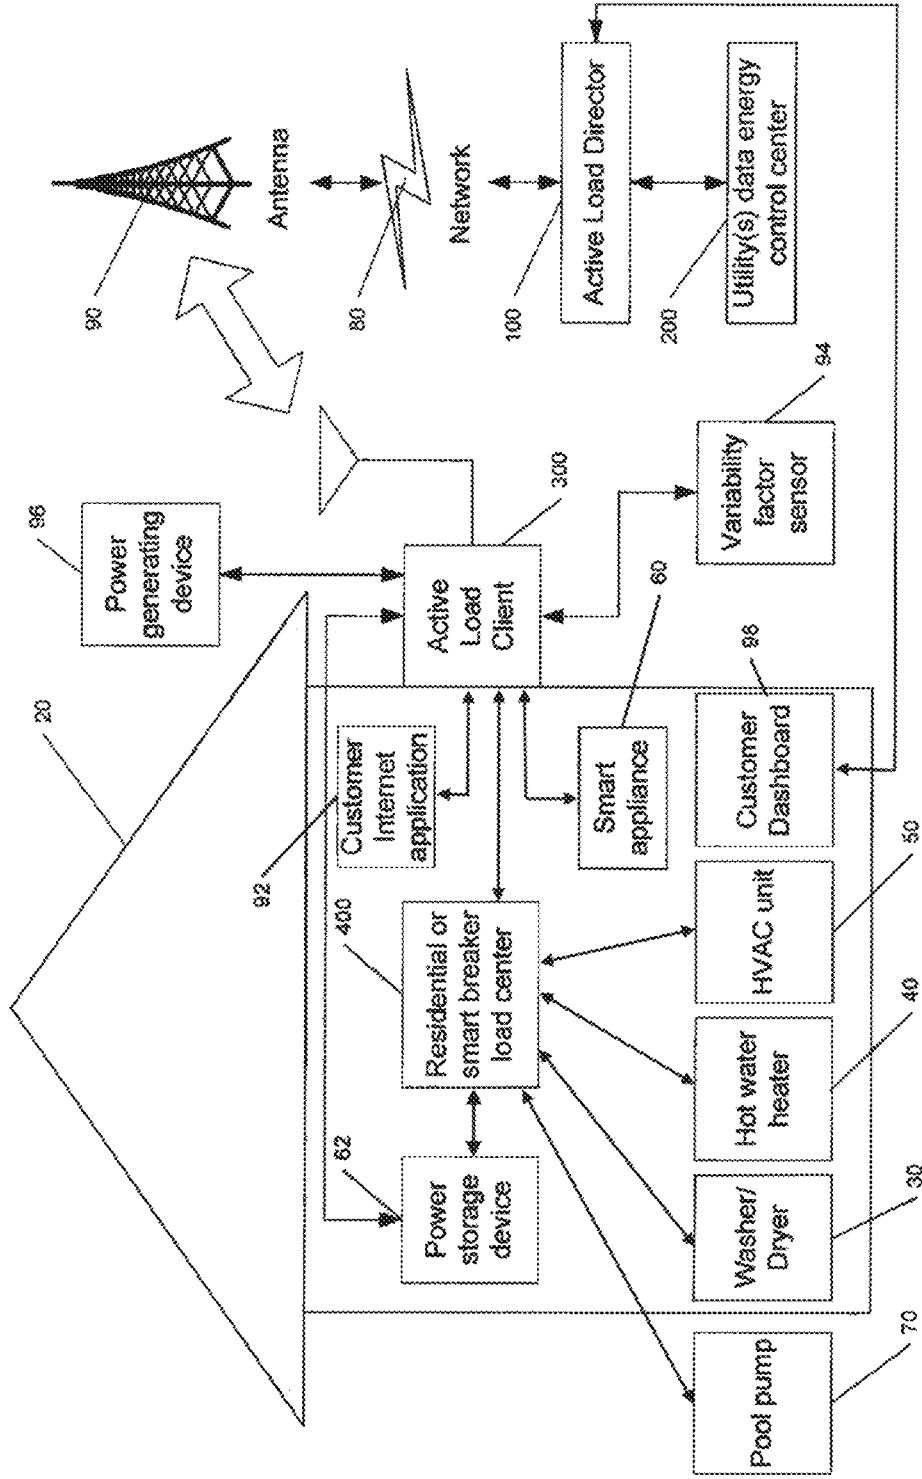 20
96
Power
generating
device
90
Antenna
92
Customer
Internet
application
62
400
Power
storage
device
Residential or
smart breaker
load center
Active
Load
Client
300
80
Network
Smart
appliance
60
100
Active Load Director
Pool pump
Washer/
Dryer
Hot water
heater
HVAC unit
Customer
Dashboard
Variability
factor
sensor
200
Utility(s) data energy
control center
70
30
40
50
98
94